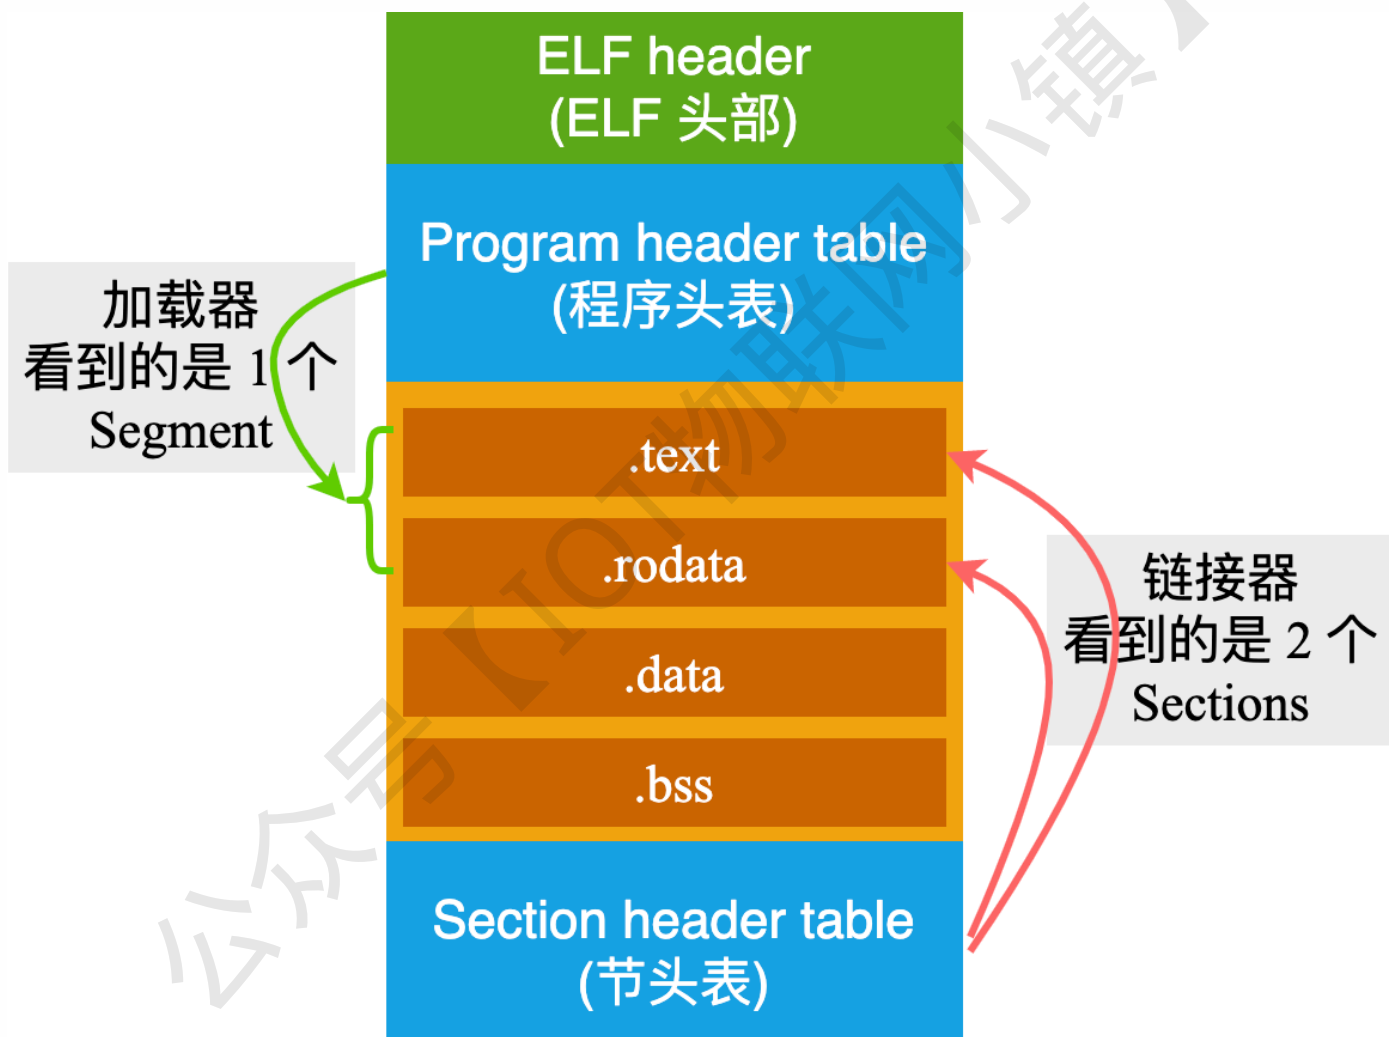 ELF header
(ELF 头部)
Program header table
(程序头表)
加载器
看到的是 1 个
Segment
.text
.rodata
.data
.bss
链接器
看到的是 2 个
Sections
Section header table
(节头表)
公众号【IOT物联网小镇】